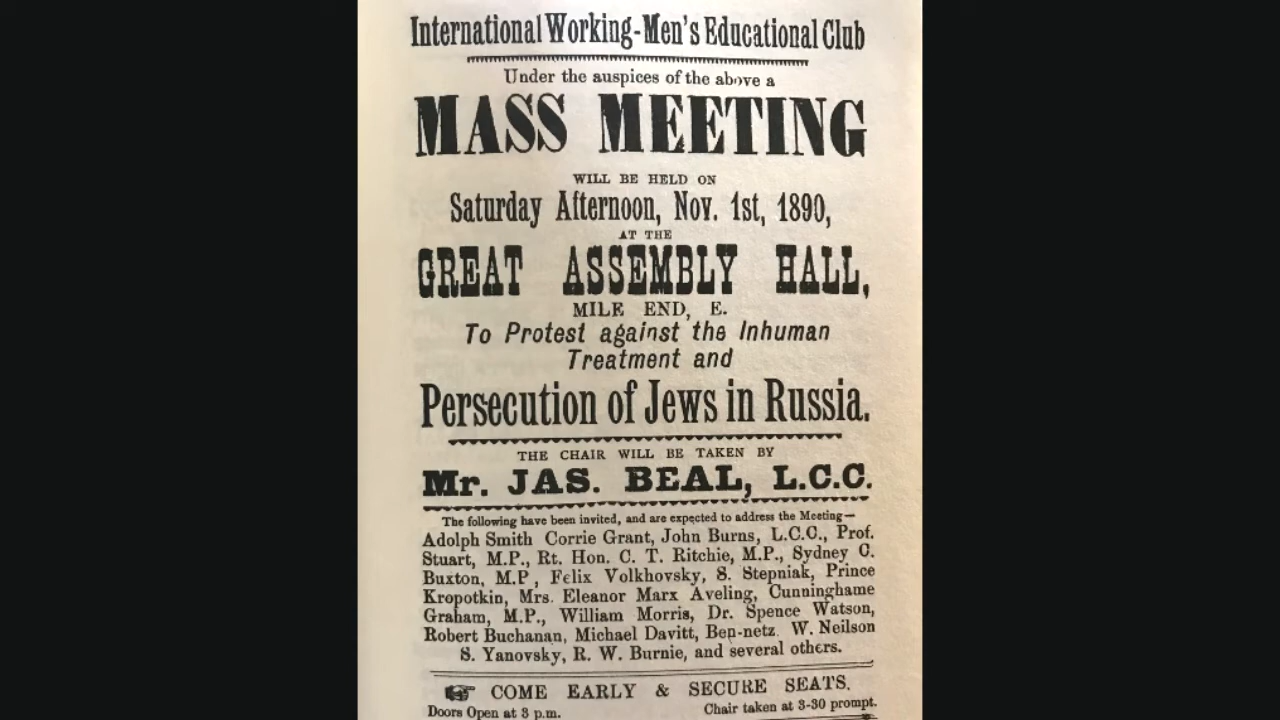 International Working-Men's Educational Club
Under the auspices of the above a
MASS MEETING
WILL BE HELD ON
Saturday Afternoon, Nov. 1st, 1890,
AT THE
GREAT ASSEMBLY HALL,
MILE END, E.
To Protest against the Inhuman
Treatment and
Persecution of Jews in Russia.
THE CHAIR WILL BE TAKEN BY
Mr. JAS. BEAL, L.C.C.
The following have been invited, and are expected to address the Meeting—
Adolph Smith Corrie Grant, John Burns, L.C.C., Prof.
Stuart, M.P., Rt. Hon. C. T. Ritchie, M.P., Sydney C.
Buxton, M.P, Felix Volkhovsky, S. Stepniak, Prince
Kropotkin, Mrs. Eleanor Marx Aveling, Cunninghame
Graham, M.P., William Morris, Dr. Spence Watson,
Robert Buchanan, Michael Davitt, Ben-netz. W. Neilson
S. Yanovsky, R. W. Burnie, and several others.
COME EARLY & SECURE SEATS.
Doors Open at 3 p.m. Chair taken at 3-30 prompt.